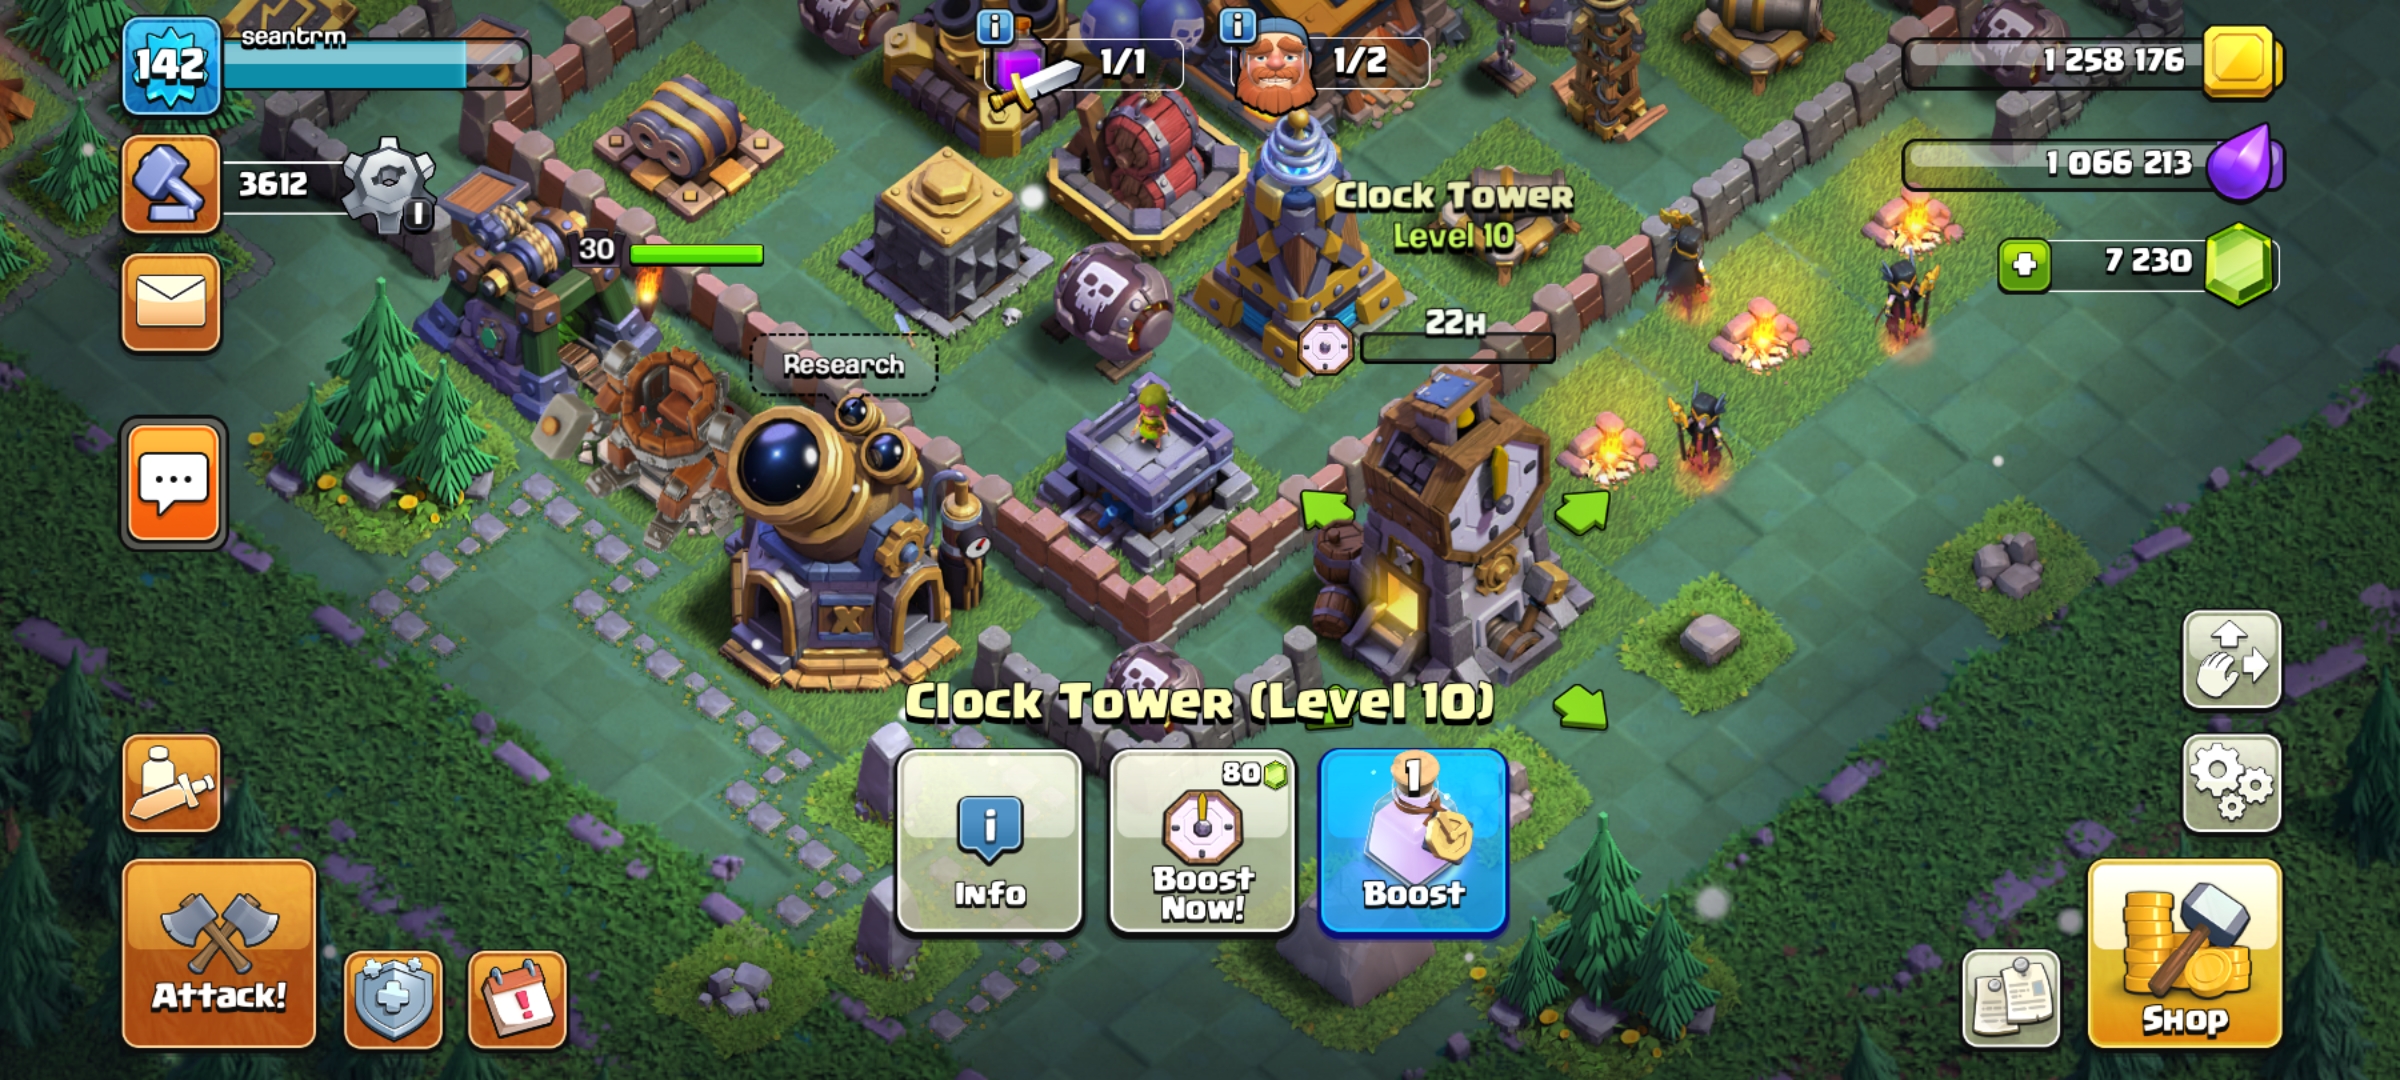 142
seantrm
1/1
1/2
1 258 176
3612
I
1 066 213
Clock Tower
Level 10
30
7 230
22H
Research
Clock Tower (Level 10)
80
1
Info
Boost
Now!
Boost
Attack!
Shop